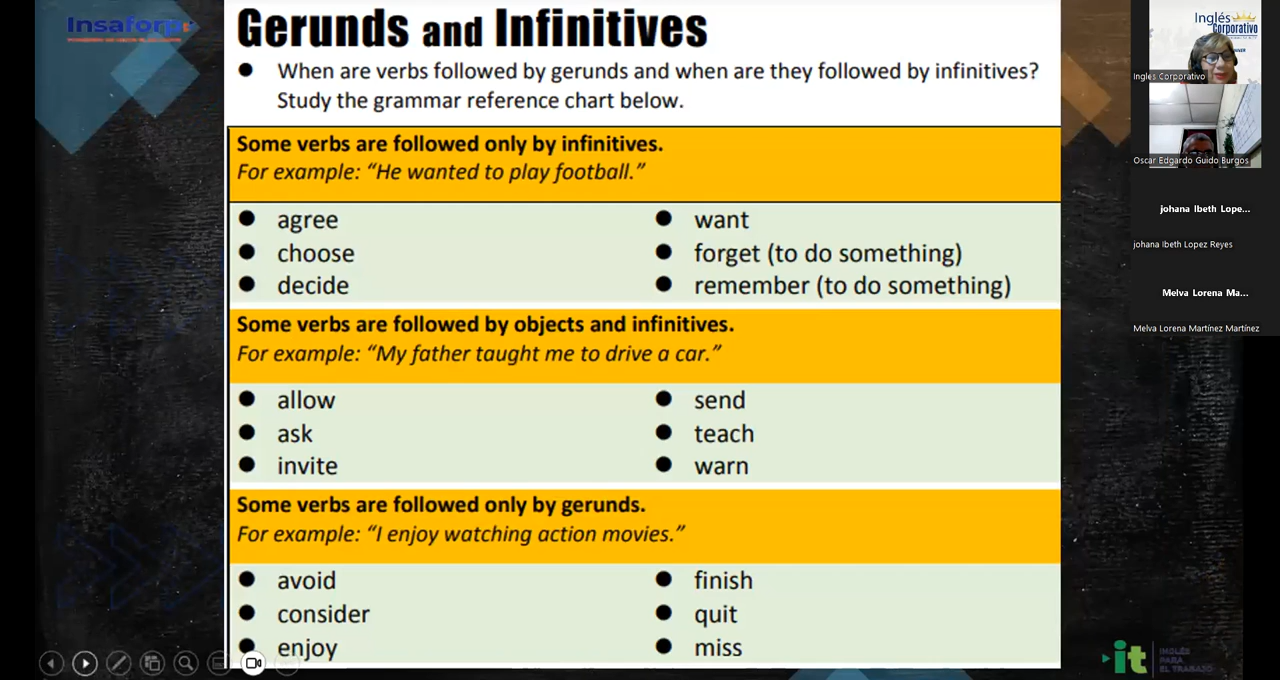 Insaforp
Gerunds and Infinitives
● When are verbs followed by gerunds and when are they followed by infinitives?
Study the grammar reference chart below.
Some verbs are followed only by infinitives.
For example: “He wanted to play football.”
● agree
● choose
● decide
● want
● forget (to do something)
● remember (to do something)
Some verbs are followed by objects and infinitives.
For example: “My father taught me to drive a car.”
● allow
● ask
● invite
● send
● teach
● warn
Some verbs are followed only by gerunds.
For example: “I enjoy watching action movies.”
● avoid
● consider
● enjoy
● finish
● quit
● miss
Inglés
Corporativo
Ingles Corporativo
Oscar Edgardo Guido Burgos
johana Ibeth Lope...
johana Ibeth Lopez Reyes
Melva Lorena Ma...
Melva Lorena Martínez Martínez
it
INGLÉS
PARA
EL TRABAJO